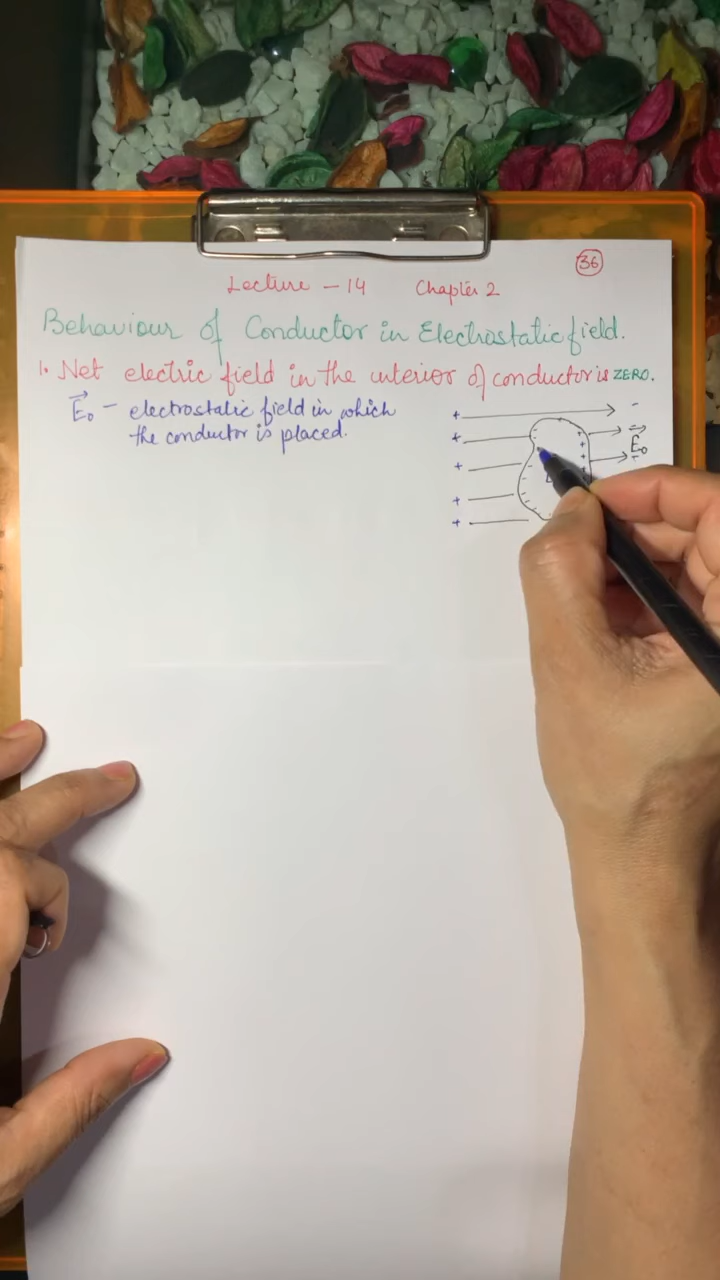 36
Lecture - 14 Chapter 2
Behaviour of Conductor in Electrostatic field.
1. Net electric field in the interior of conductor is ZERO.
E₀ - electrostatic field in which
the conductor is placed.
+ -
+
E₀
+ -
+
+